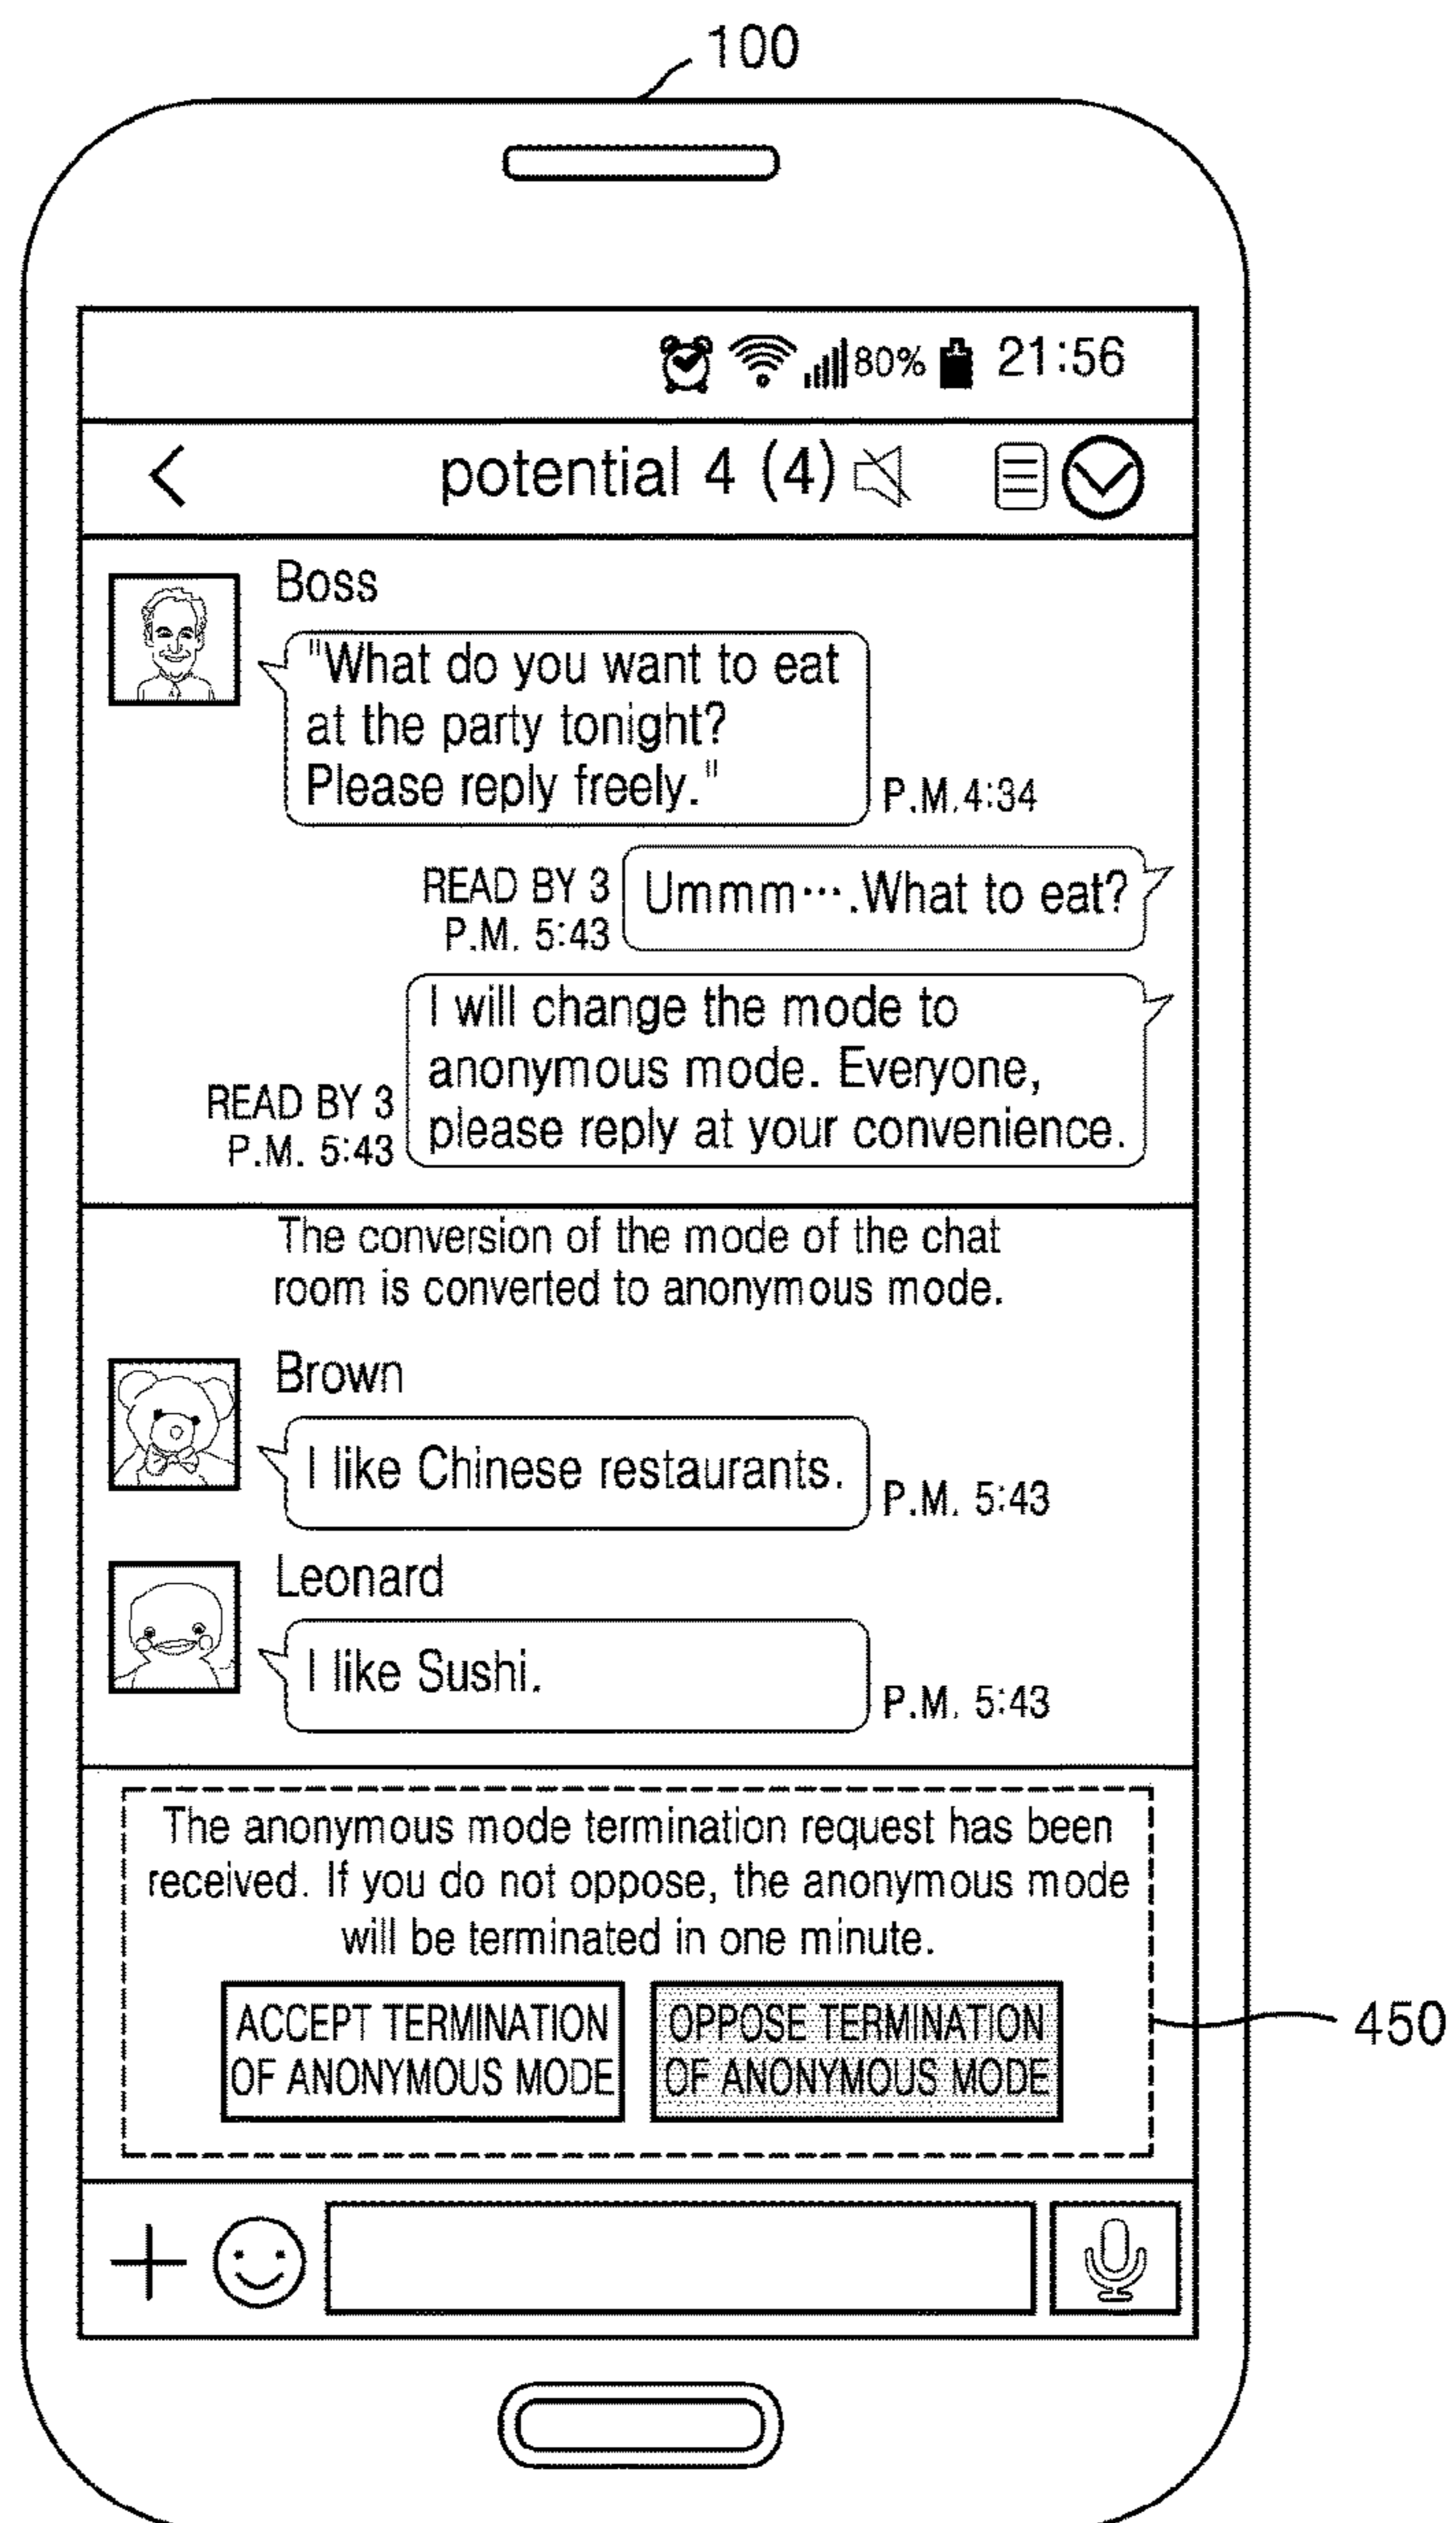 100
80% 21:56
potential 4 (4)
Boss
"What do you want to eat
at the party tonight?
Please reply freely."
P.M.4:34
READ BY 3
P.M. 5:43
Ummm···.What to eat?
I will change the mode to
anonymous mode. Everyone,
please reply at your convenience.
READ BY 3
P.M. 5:43
The conversion of the mode of the chat
room is converted to anonymous mode.
Brown
I like Chinese restaurants.
P.M. 5:43
Leonard
I like Sushi.
P.M. 5:43
The anonymous mode termination request has been
received. If you do not oppose, the anonymous mode
will be terminated in one minute.
ACCEPT TERMINATION
OF ANONYMOUS MODE
OPPOSE TERMINATION
OF ANONYMOUS MODE
450